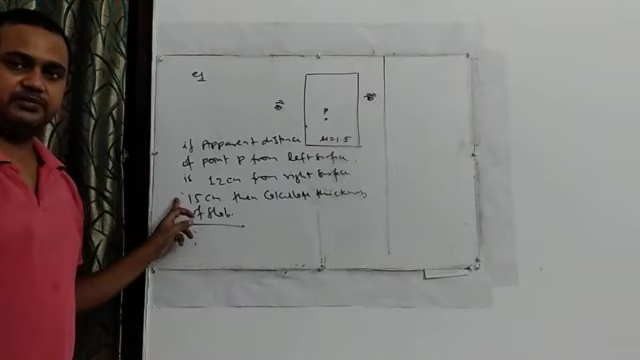 eg
P
μ=1.5
if Apparent distance
of point P from left surface
is 12cm from right surface
15 cm then Calculate thickness
of slab.